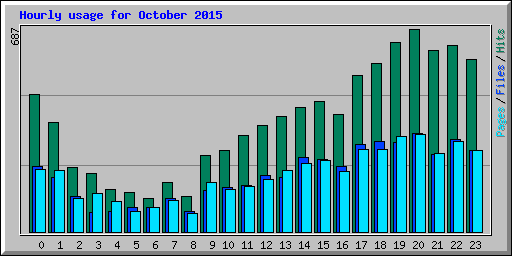 Hourly usage for October 2015
687
Pages/Files/Hits
0 1 2 3 4 5 6 7 8 9 10 11 12 13 14 15 16 17 18 19 20 21 22 23